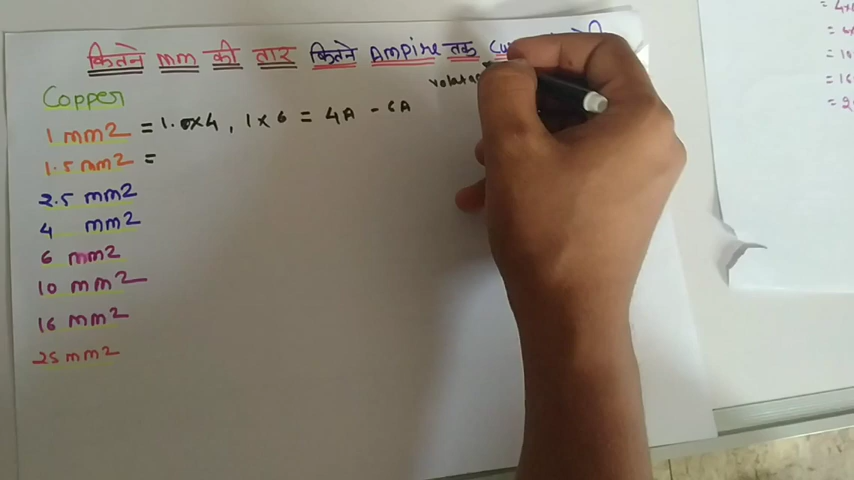 कितने mm की तार कितने Ampire तक
Copper
1 mm2 = 1.0x4, 1x6 = 4A - 6A
1.5 mm2 =
2.5 mm2
4 mm2
6 mm2
10 mm2
16 mm2
25 mm2